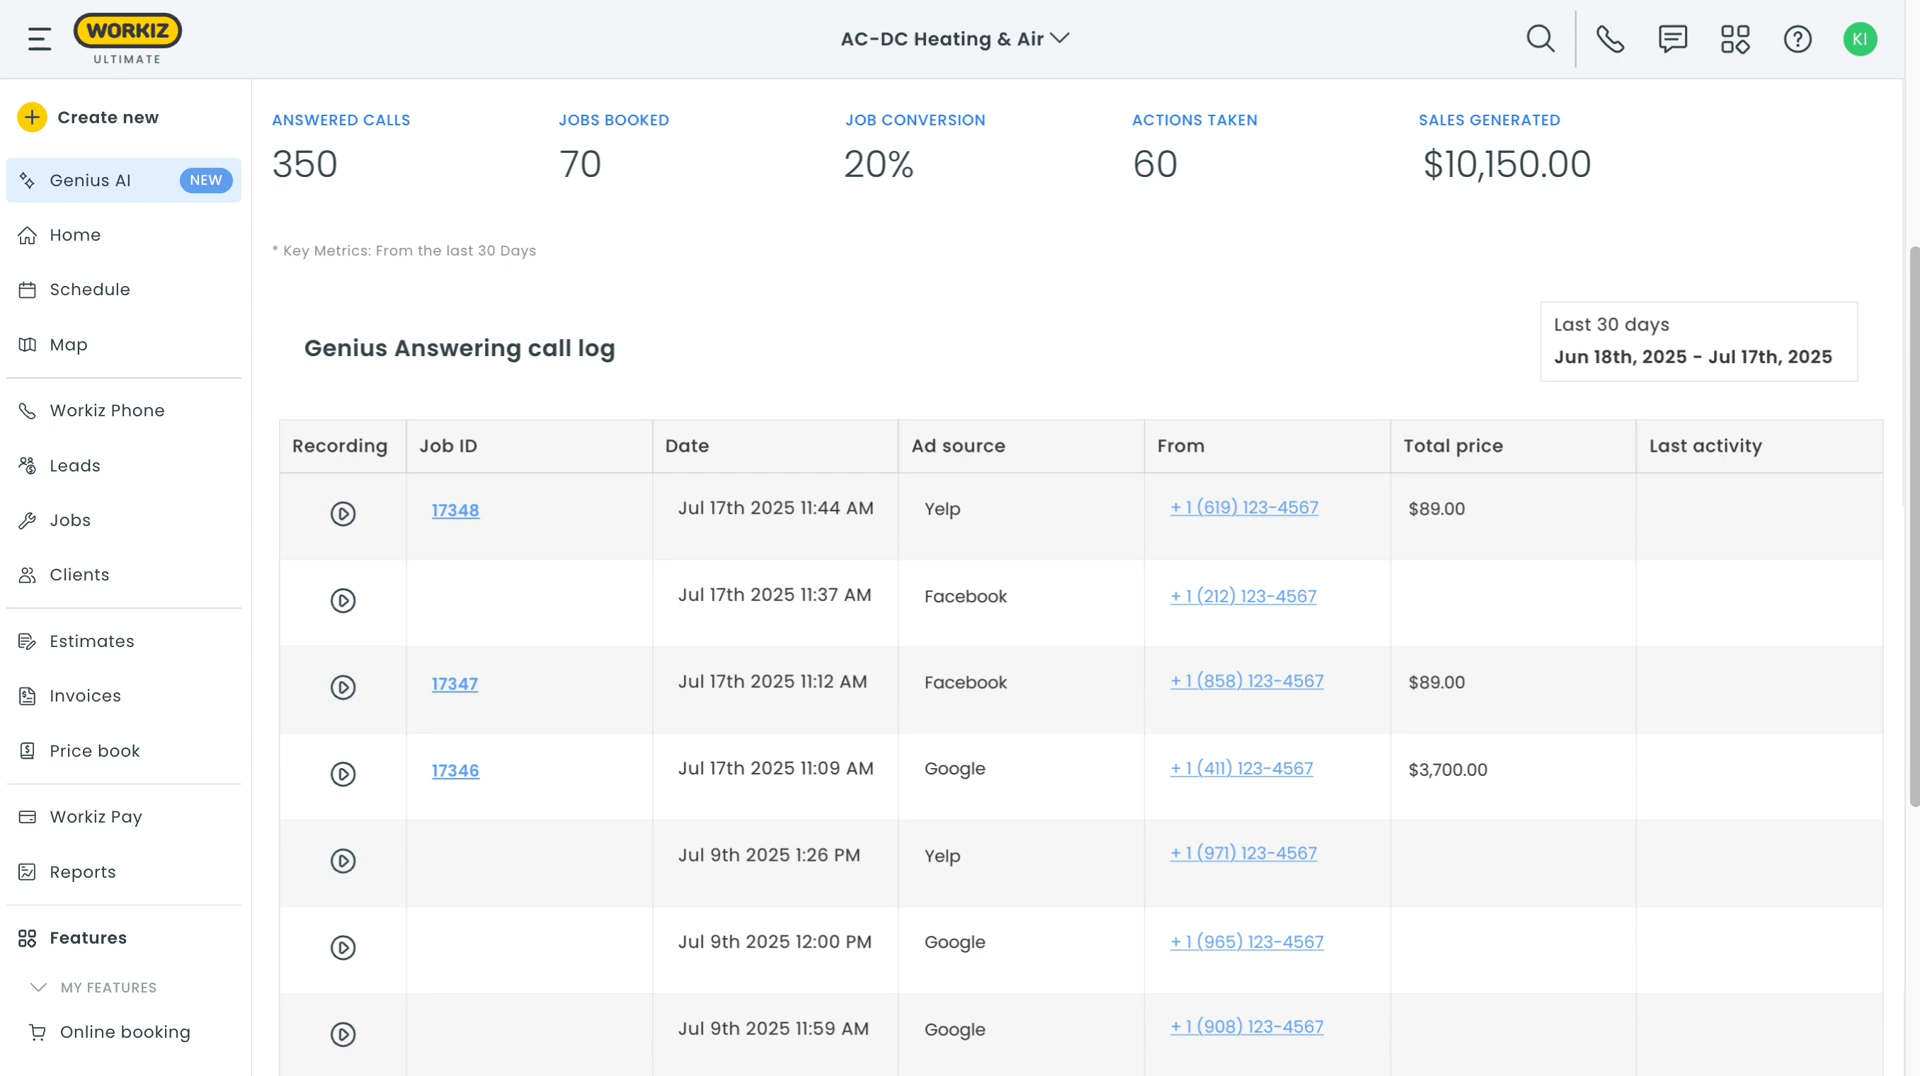 WORKIZ
ULTIMATE
AC-DC Heating & Air
KI
Create new
Genius AI NEW
Home
Schedule
Map
Workiz Phone
Leads
Jobs
Clients
Estimates
Invoices
Price book
Workiz Pay
Reports
Features
MY FEATURES
Online booking
ANSWERED CALLS JOBS BOOKED JOB CONVERSION ACTIONS TAKEN SALES GENERATED
350 70 20% 60 $10,150.00
* Key Metrics: From the last 30 Days
Genius Answering call log
Last 30 days
Jun 18th, 2025 - Jul 17th, 2025
Recording Job ID Date Ad source From Total price Last activity
17348 Jul 17th 2025 11:44 AM Yelp + 1 (619) 123-4567 $89.00
Jul 17th 2025 11:37 AM Facebook + 1 (212) 123-4567
17347 Jul 17th 2025 11:12 AM Facebook + 1 (858) 123-4567 $89.00
17346 Jul 17th 2025 11:09 AM Google + 1 (411) 123-4567 $3,700.00
Jul 9th 2025 1:26 PM Yelp + 1 (971) 123-4567
Jul 9th 2025 12:00 PM Google + 1 (965) 123-4567
Jul 9th 2025 11:59 AM Google + 1 (908) 123-4567